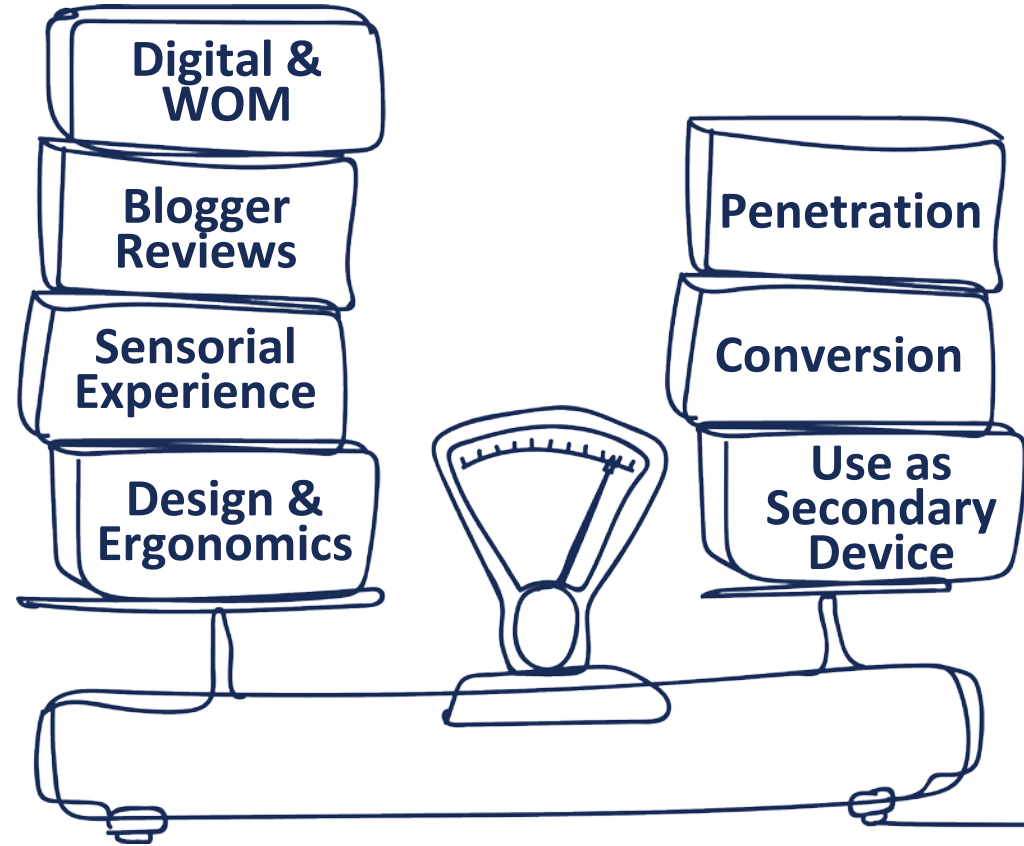 Digital &
WOM
Blogger
Reviews
Sensorial
Experience
Design &
Ergonomics
Penetration
Conversion
Use as
Secondary
Device